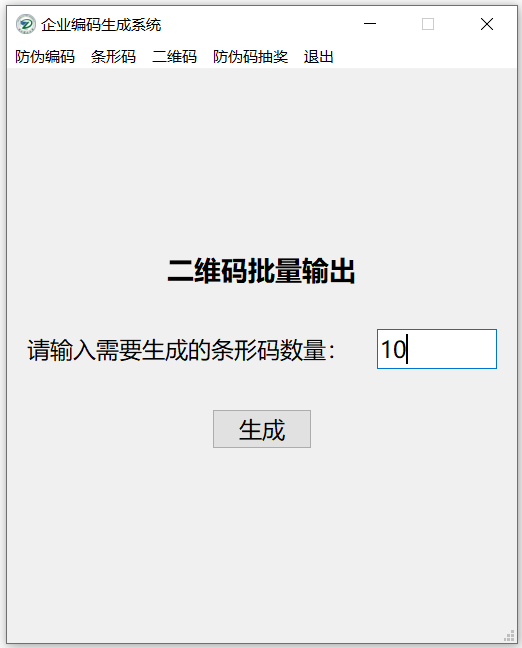 企业编码生成系统
防伪编码 条形码 二维码 防伪码抽奖 退出
二维码批量输出
请输入需要生成的条形码数量： 10
生成